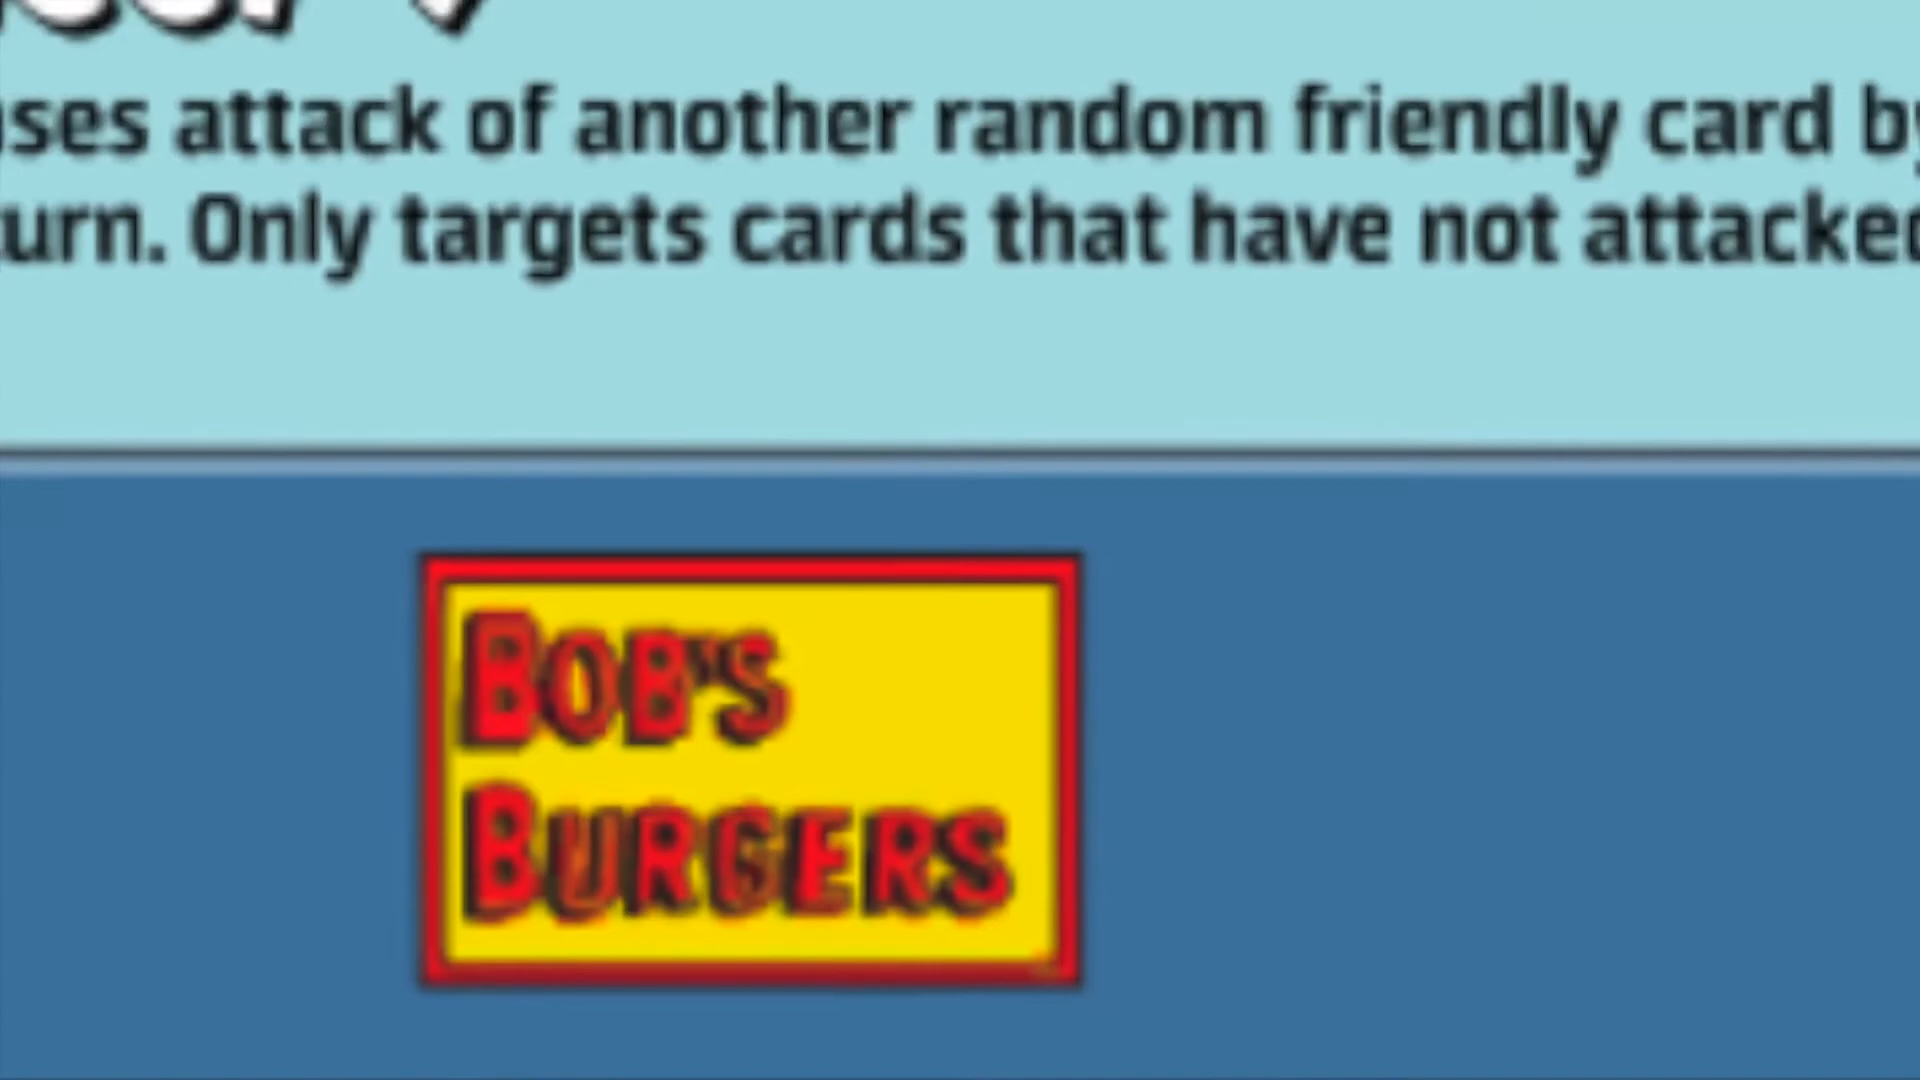 ses attack of another random friendly card by
urn. Only targets cards that have not attacked
BOB'S
BURGERS